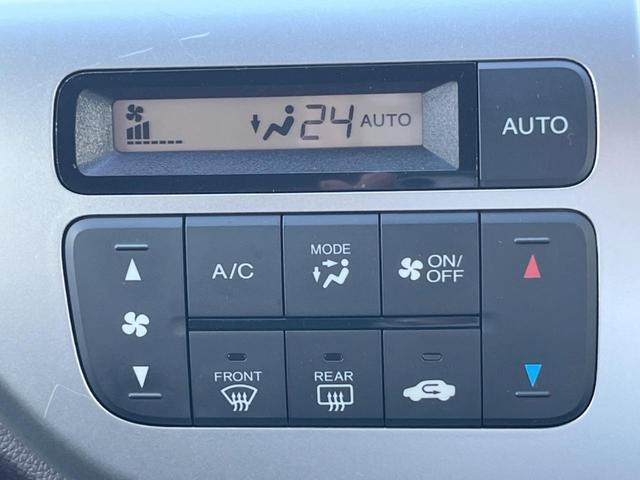 24 AUTO
AUTO
A/C
MODE
ON/
OFF
FRONT
REAR